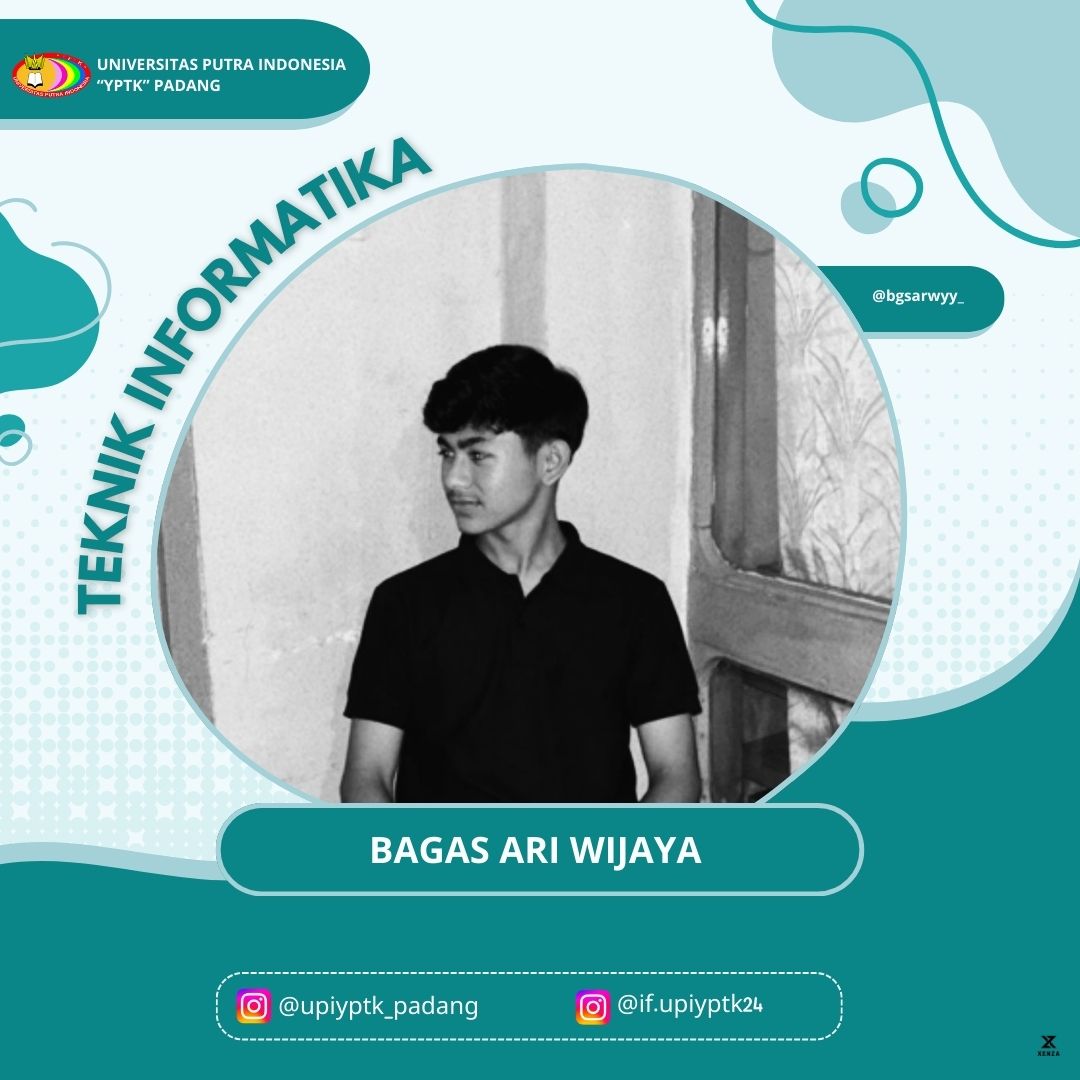 UNIVERSITAS PUTRA INDONESIA
“YPTK” PADANG
TEKNIK INFORMATIKA
@bgsarwyy_
BAGAS ARI WIJAYA
@upiyptk_padang
@if.upiyptk24
XENZA